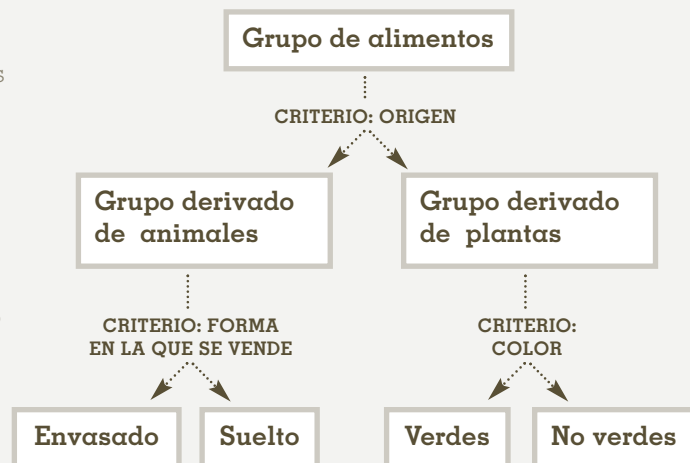 Grupo de alimentos
s
CRITERIO: ORIGEN
Grupo derivado
de animales
Grupo derivado
de plantas
CRITERIO: FORMA
EN LA QUE SE VENDE
CRITERIO:
COLOR
Envasado
Suelto
Verdes
No verdes